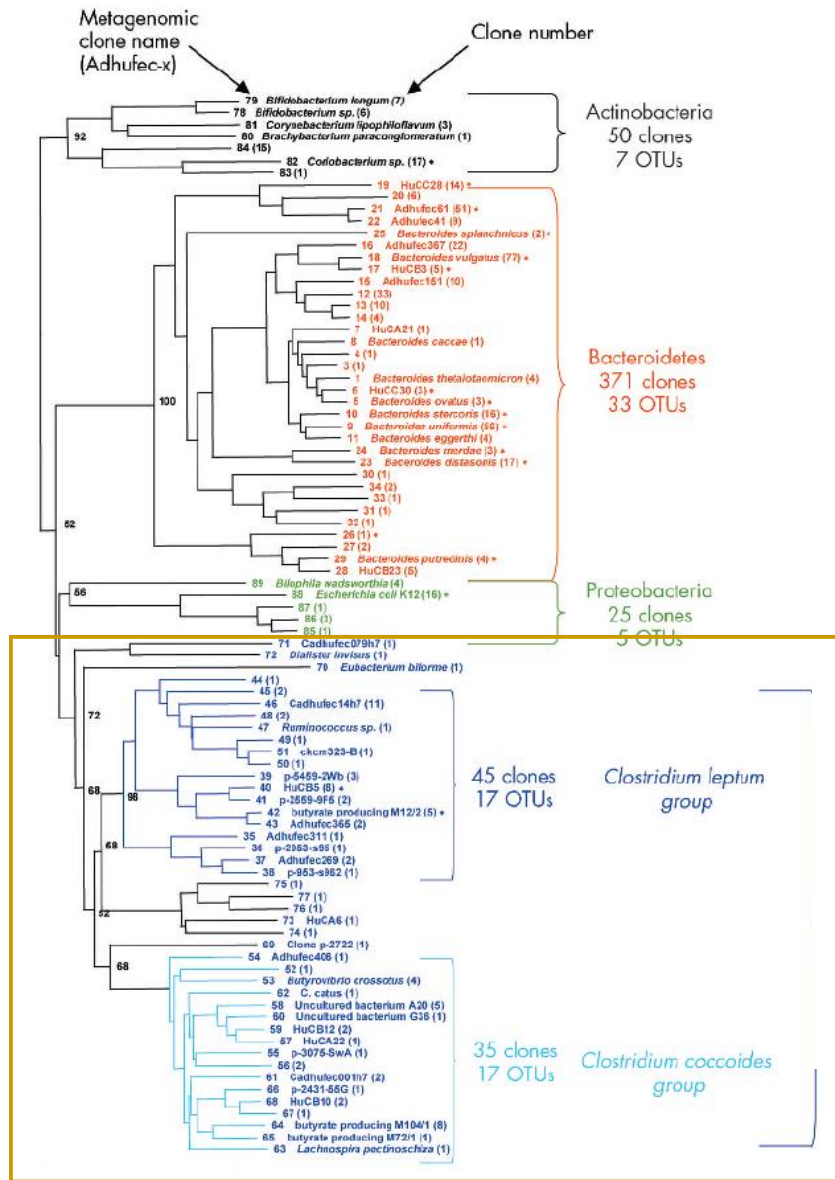 Metagenomic
clone name
(Adhufec-x)
Clone number
79 Bifidobacterium longum (7)
78 Bifidobacterium sp. (6)
81 Corynebacterium lipophiloflavum (3)
80 Brachybacterium paraconglomeratum (1)
92
84 (15)
82 Coriobacterium sp. (17) *
83 (1)
Actinobacteria
50 clones
7 OTUs
19 HuCC28 (14) *
20 (6)
21 Adhufec61 (51) *
22 Adhufec41 (9)
25 Bacteroides splanchnicus (2) *
16 Adhufec367 (22)
18 Bacteroides vulgatus (77) *
17 HuCB3 (5) *
15 Adhufec151 (10)
12 (33)
13 (10)
14 (4)
7 HuCA21 (1)
8 Bacteroides caccae (1)
4 (1)
3 (1)
1 Bacteroides thetaiotaemicron (4)
6 HuCC30 (3) *
5 Bacteroides ovatus (3) *
100
10 Bacteroides stercoris (16) *
9 Bacteroides uniformis
11 Bacteroides eggerthi (4)
24 Bacteroides merdae (3) *
23 Baceroides distasonis (17) *
30 (1)
34 (2)
33 (1)
31 (1)
32 (1)
52
26 (1) *
27 (2)
29 Bacteroides putredinis (4) *
28 HuCB23 (5)
Bacteroidetes
371 clones
33 OTUs
89 Bilophila wadsworthia (4)
56
88 Escherichia coli K12 (16) *
87 (1)
86 (3)
85 (1)
Proteobacteria
25 clones
5 OTUs
71 Cadhufec079h7 (1)
72 Dialister invisus (1)
70 Eubacterium biforme (1)
44 (1)
45 (2)
46 Cadhufec14h7 (11)
72
48 (2)
47 Ruminococcus sp. (1)
49 (1)
51 ckcm323-B (1)
50 (1)
39 p-5459-2Wb (3)
68
40 HuCB5 (8) *
98
41 p-2559-9F5 (2)
42 butyrate producing M12/2 (5) *
43 Adhufec365 (2)
35 Adhufec311 (1)
68
37 Adhufec269 (2)
38 p-953-s962 (1)
45 clones
17 OTUs
Clostridium leptum
group
75 (1)
77 (1)
76 (1)
52
73 HuCA6 (1)
74 (1)
69 Clone p-2722 (1)
54 Adhufec406 (1)
68
52 (1)
53 Butyrovibrio crossotus (4)
62 C. catus (1)
58 Uncultured bacterium A20 (5)
60 Uncultured bacterium (1)
59 HuCB12 (2)
57 HuCA22 (1)
55 p-3075-SwA (1)
56 (2)
61 Cadhufec001h7 (2)
66 p-2431-55G (1)
68 HuCB10 (2)
67 (1)
64 butyrate producing M104/1 (8)
65 butyrate producing M72/1 (1)
63 Lachnospira pectinoschiza (1)
35 clones
17 OTUs
Clostridium coccoides
group